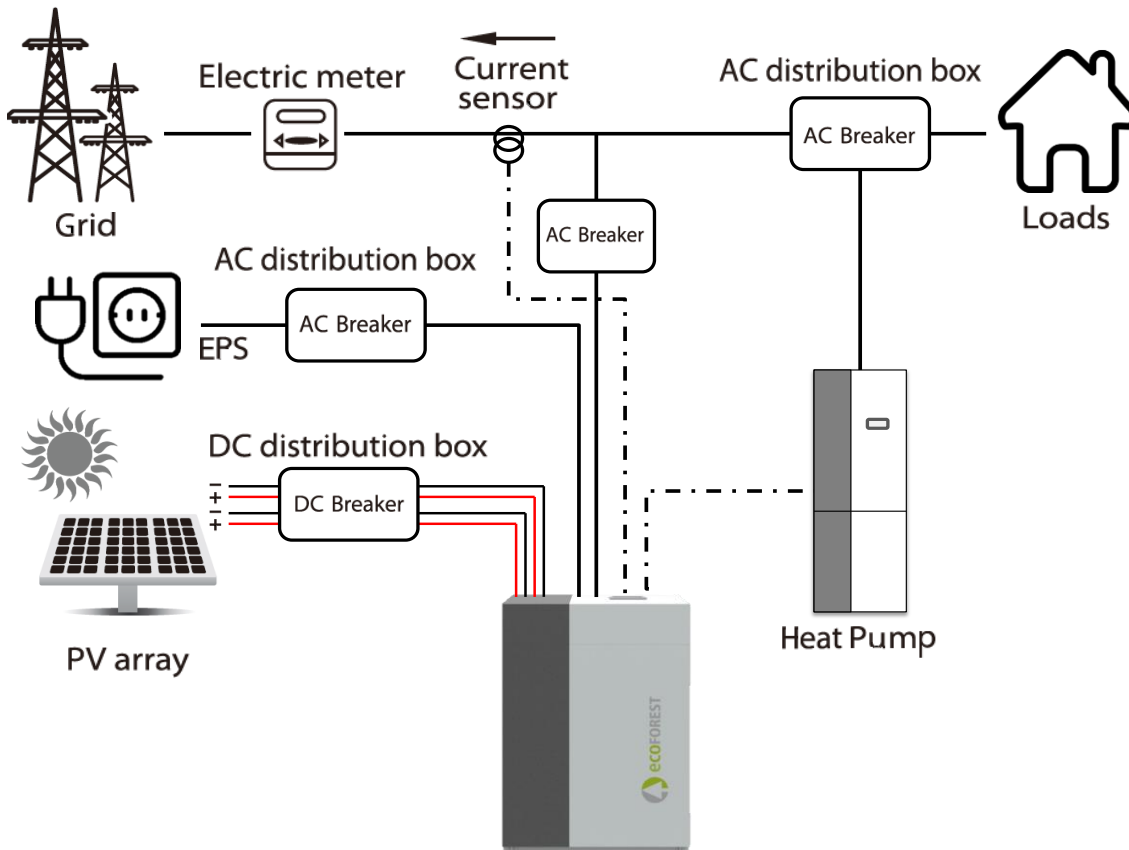 Electric meter
Current
sensor
AC distribution box
AC Breaker
Grid
Loads
AC Breaker
AC distribution box
AC Breaker
EPS
DC distribution box
−
+
−
+
DC Breaker
PV array
Heat Pump
ecoFOREST